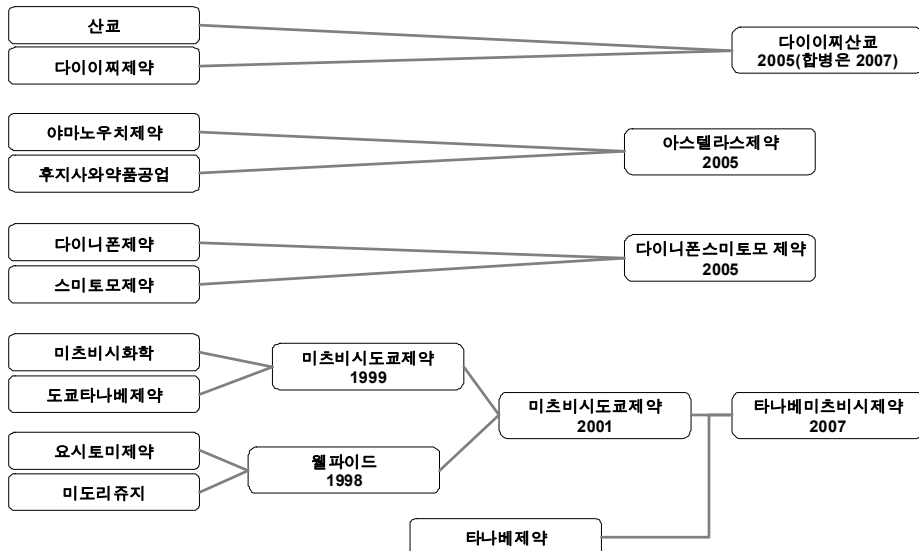 산쿄
다이이찌제약
다이이찌산쿄
2005(합병은 2007)
야마노우치제약
후지사와약품공업
아스텔라스제약
2005
다이니폰제약
스미토모제약
다이니폰스미토모 제약
2005
미츠비시화학
도쿄타나베제약
미츠비시도쿄제약
1999
요시토미제약
미도리쥬지
웰파이드
1998
미츠비시도쿄제약
2001
타나베제약
타나베미츠비시제약
2007